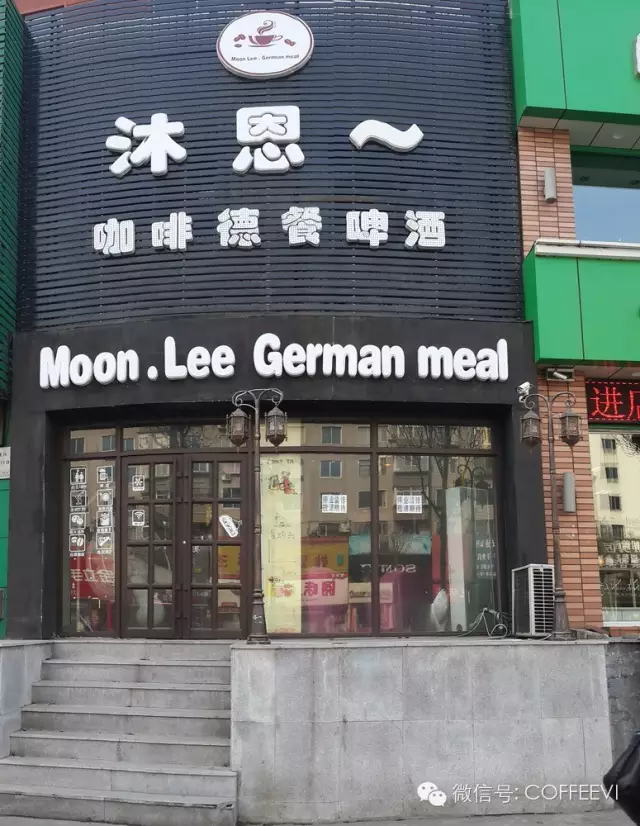 Moon Lee . German meal
沐恩～
咖啡德餐啤酒
Moon . Lee German meal
进店
微信号: COFFEEVI